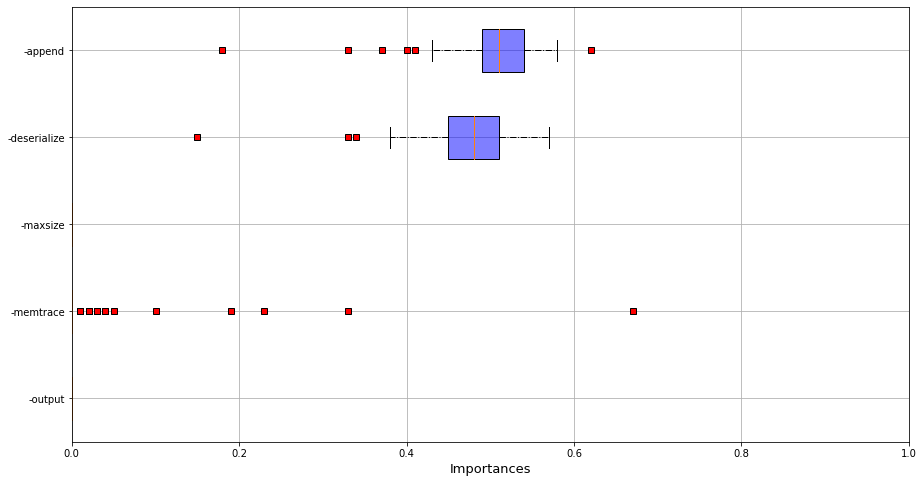 -append
-deserialize
-maxsize
-memtrace
-output
0.0 0.2 0.4 0.6 0.8 1.0
Importances